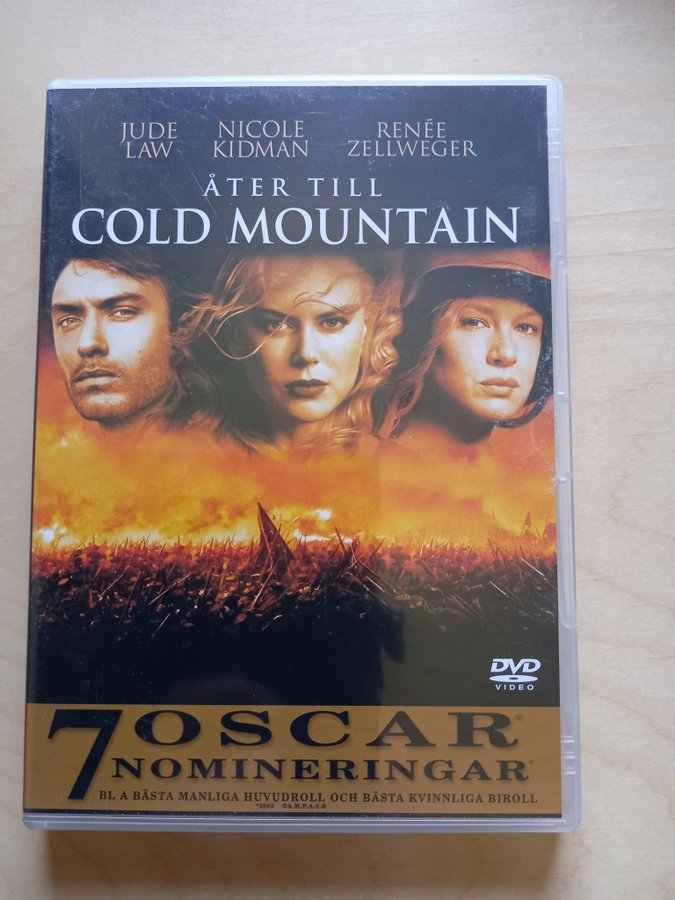 JUDE LAW
NICOLE KIDMAN
RENÉE ZELLWEGER
ÅTER TILL
COLD MOUNTAIN
DVD
VIDEO
7 OSCAR®
NOMINERINGAR
BL A BÄSTA MANLIGA HUVUDROLL OCH BÄSTA KVINNLIGA BIROLL
*2003 ©A.M.P.A.S.®